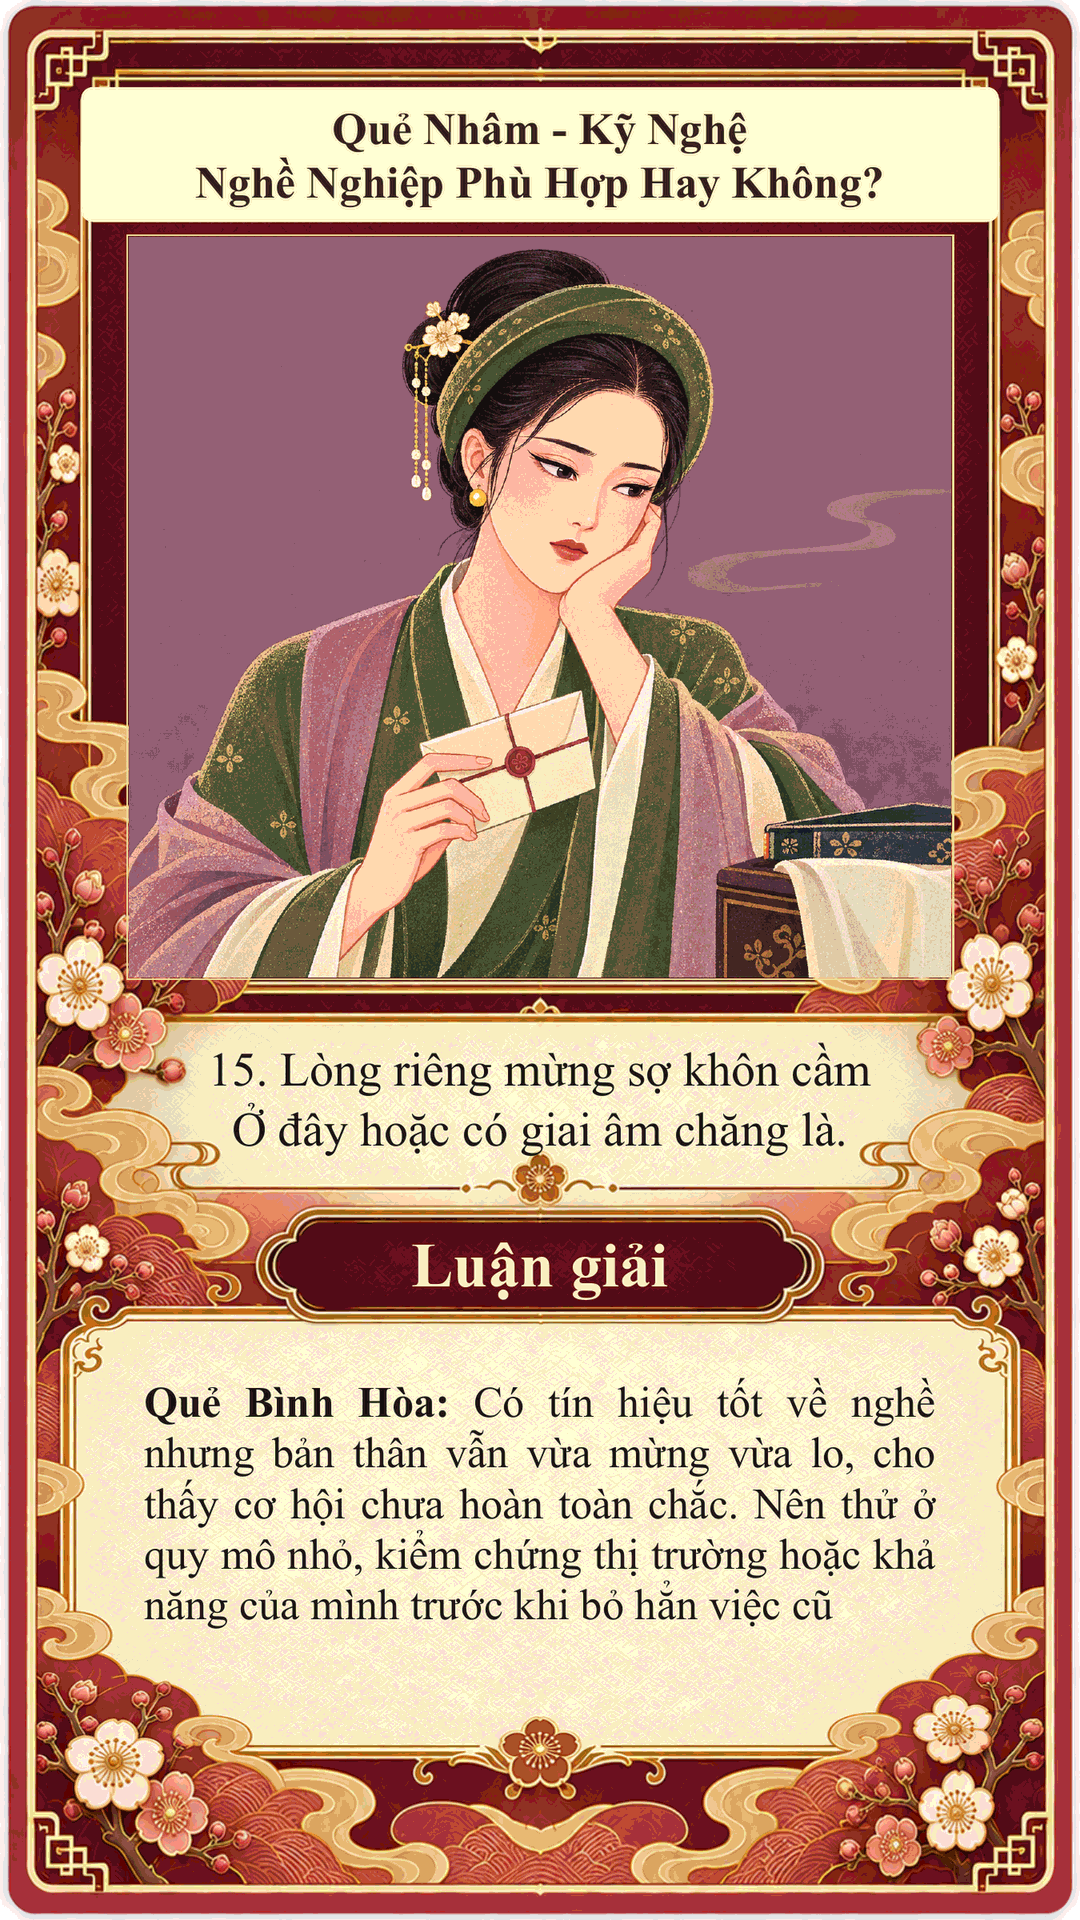 Quẻ Nhâm - Kỹ Nghệ
Nghề Nghiệp Phù Hợp Hay Không?
15. Lòng riêng mừng sợ khôn cầm
Ở đây hoặc có giai âm chăng là.
Luận giải
Quẻ Bình Hòa: Có tín hiệu tốt về nghề
nhưng bản thân vẫn vừa mừng vừa lo, cho
thấy cơ hội chưa hoàn toàn chắc. Nên thử ở
quy mô nhỏ, kiểm chứng thị trường hoặc khả
năng của mình trước khi bỏ hẳn việc cũ